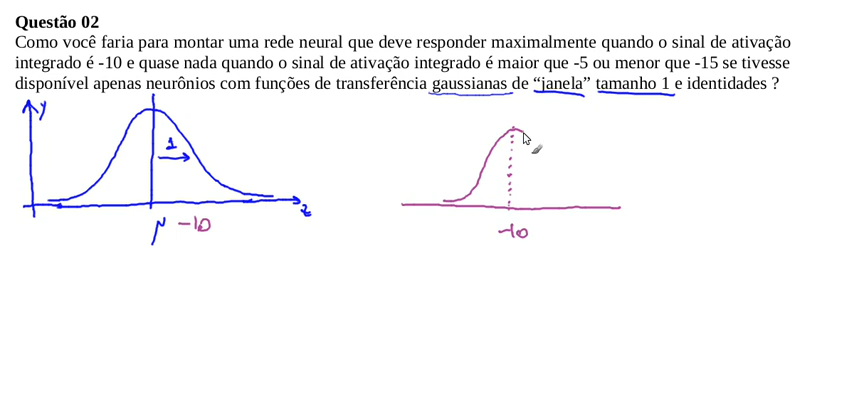 Questão 02
Como você faria para montar uma rede neural que deve responder maximalmente quando o sinal de ativação
integrado é -10 e quase nada quando o sinal de ativação integrado é maior que -5 ou menor que -15 se tivesse
disponível apenas neurônios com funções de transferência gaussianas de “janela” tamanho 1 e identidades ?
y
1
z
μ -10
-10